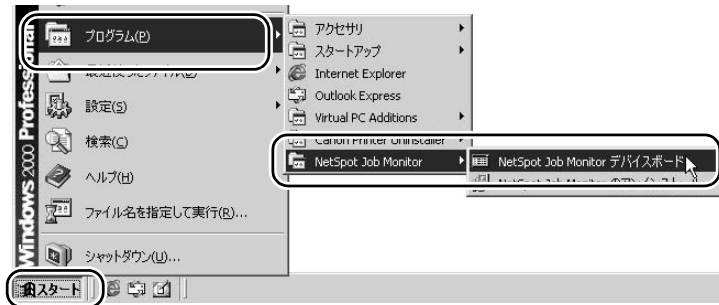 Windows 2000 Professional
プログラム(P)
設定(S)
検索(C)
ヘルプ(H)
ファイル名を指定して実行(R)...
シャットダウン(U)...
スタート
アクセサリ
スタートアップ
Internet Explorer
Outlook Express
Virtual PC Additions
Canon Printer Uninstaller
NetSpot Job Monitor
NetSpot Job Monitor デバイスボード